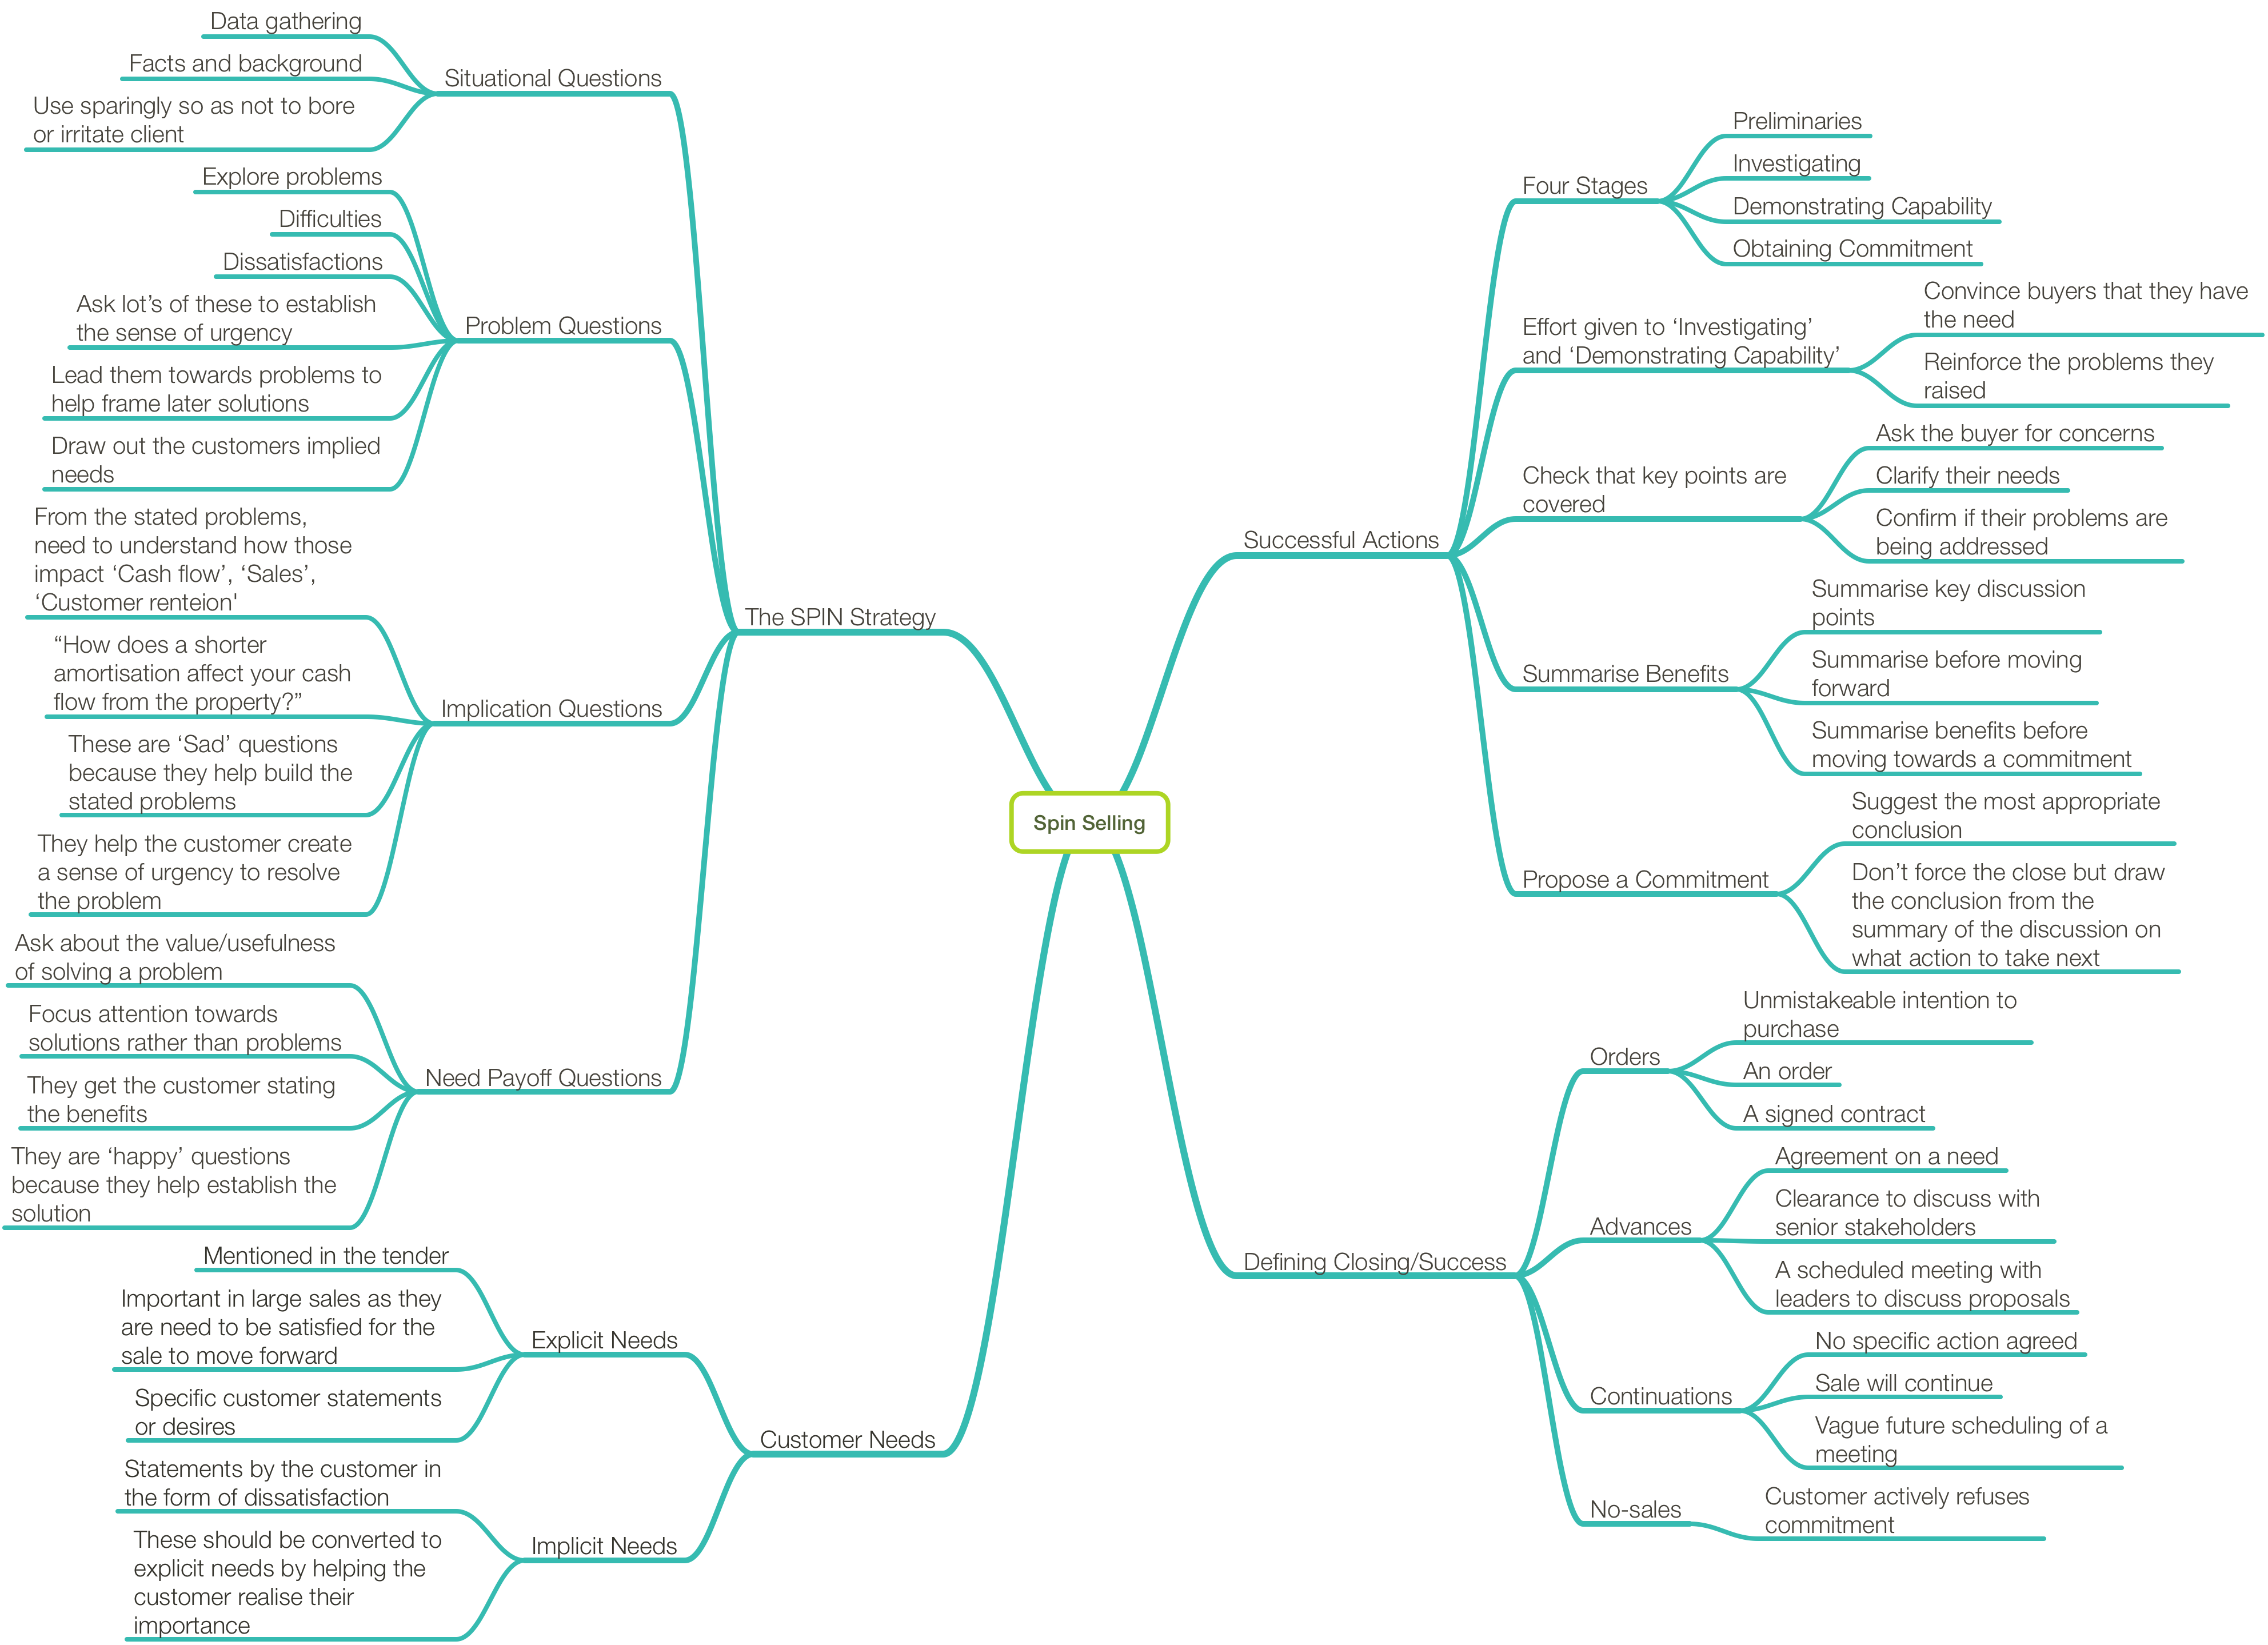 Data gathering
Facts and background
Use sparingly so as not to bore
or irritate client
Situational Questions
Explore problems
Difficulties
Dissatisfactions
Ask lot’s of these to establish
the sense of urgency
Lead them towards problems to
help frame later solutions
Draw out the customers implied
needs
Problem Questions
From the stated problems,
need to understand how those
impact ‘Cash flow’, ‘Sales’,
‘Customer renteion'
“How does a shorter
amortisation affect your cash
flow from the property?”
These are ‘Sad’ questions
because they help build the
stated problems
They help the customer create
a sense of urgency to resolve
the problem
Implication Questions
Ask about the value/usefulness
of solving a problem
Focus attention towards
solutions rather than problems
They get the customer stating
the benefits
They are ‘happy’ questions
because they help establish the
solution
Need Payoff Questions
The SPIN Strategy
Mentioned in the tender
Important in large sales as they
are need to be satisfied for the
sale to move forward
Specific customer statements
or desires
Explicit Needs
Statements by the customer in
the form of dissatisfaction
These should be converted to
explicit needs by helping the
customer realise their
importance
Implicit Needs
Customer Needs
Spin Selling
Successful Actions
Four Stages
Preliminaries
Investigating
Demonstrating Capability
Obtaining Commitment
Effort given to ‘Investigating’
and ‘Demonstrating Capability’
Convince buyers that they have
the need
Reinforce the problems they
raised
Check that key points are
covered
Ask the buyer for concerns
Clarify their needs
Confirm if their problems are
being addressed
Summarise Benefits
Summarise key discussion
points
Summarise before moving
forward
Summarise benefits before
moving towards a commitment
Propose a Commitment
Suggest the most appropriate
conclusion
Don’t force the close but draw
the conclusion from the
summary of the discussion on
what action to take next
Defining Closing/Success
Orders
Unmistakeable intention to
purchase
An order
A signed contract
Advances
Agreement on a need
Clearance to discuss with
senior stakeholders
A scheduled meeting with
leaders to discuss proposals
Continuations
No specific action agreed
Sale will continue
Vague future scheduling of a
meeting
No-sales
Customer actively refuses
commitment